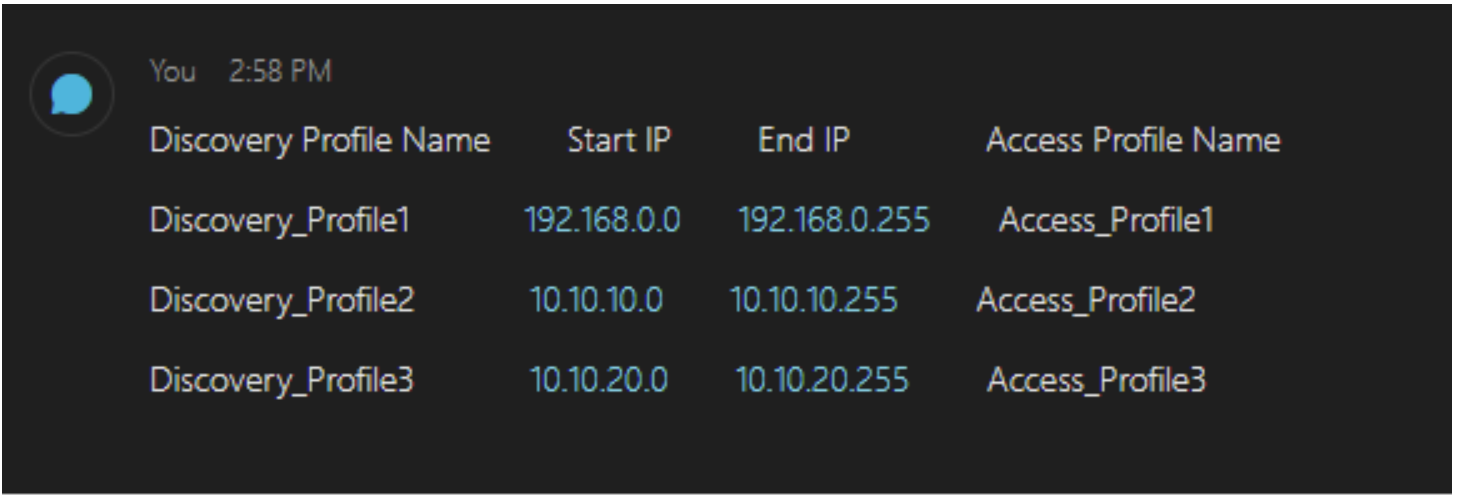 You 2:58 PM
Discovery Profile Name Start IP End IP Access Profile Name
Discovery_Profile1 192.168.0.0 192.168.0.255 Access_Profile1
Discovery_Profile2 10.10.10.0 10.10.10.255 Access_Profile2
Discovery_Profile3 10.10.20.0 10.10.20.255 Access_Profile3